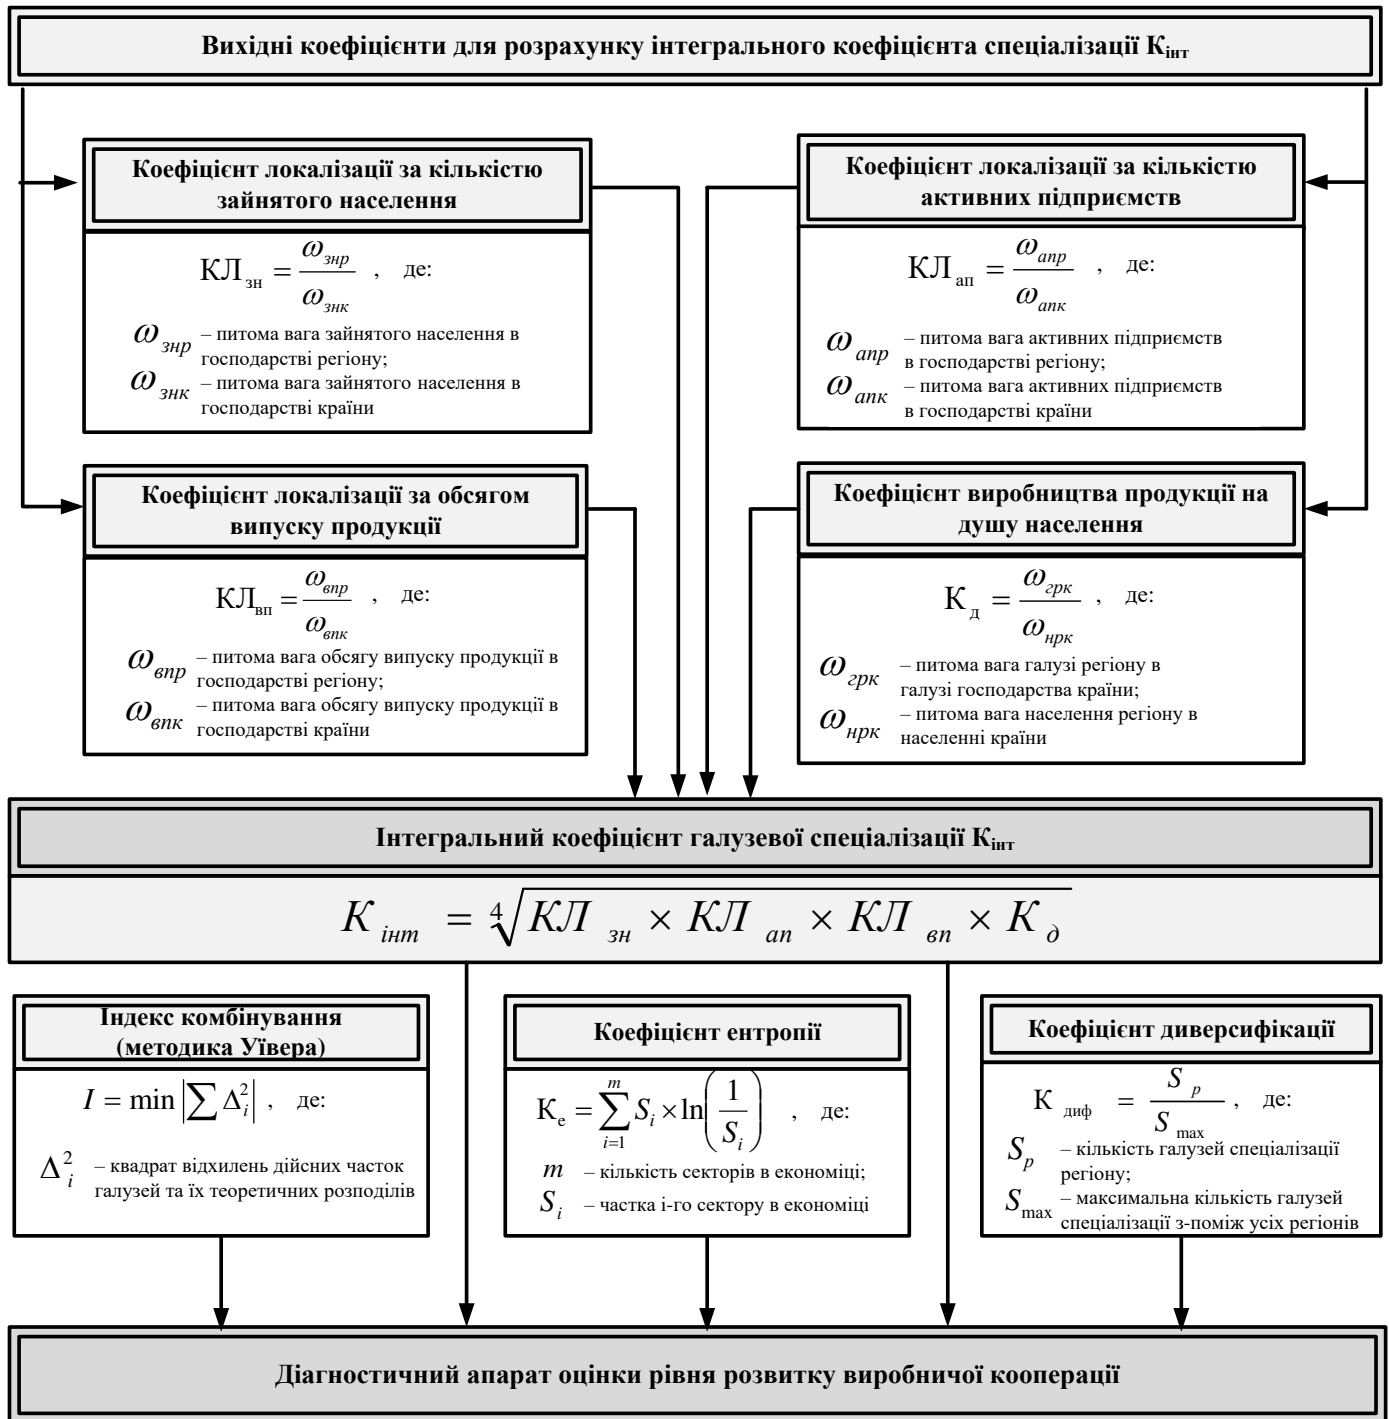 Вихідні коефіцієнти для розрахунку інтегрального коефіцієнта спеціалізації Кінт
Коефіцієнт локалізації за кількістю
зайнятого населення
КЛзн = ωзнр / ωзнк , де:
ωзнр – питома вага зайнятого населення в
господарстві регіону;
ωзнк – питома вага зайнятого населення в
господарстві країни
Коефіцієнт локалізації за кількістю
активних підприємств
КЛап = ωапр / ωапк , де:
ωапр – питома вага активних підприємств
в господарстві регіону;
ωапк – питома вага активних підприємств
в господарстві країни
Коефіцієнт локалізації за обсягом
випуску продукції
КЛвп = ωвпр / ωвпк , де:
ωвпр – питома вага обсягу випуску продукції в
господарстві регіону;
ωвпк – питома вага обсягу випуску продукції в
господарстві країни
Коефіцієнт виробництва продукції на
душу населення
Кд = ωгрк / ωнрк , де:
ωгрк – питома вага галузі регіону в
галузі господарства країни;
ωнрк – питома вага населення регіону в
населенні країни
Інтегральний коефіцієнт галузевої спеціалізації Кінт
Кінт = ∜(КЛзн × КЛап × КЛвп × Кд)
Індекс комбінування
(методика Уївера)
I = min |∑ Δi²| , де:
Δi² – квадрат відхилень дійсних часток
галузей та їх теоретичних розподілів
Коефіцієнт ентропії
Ке = ∑ i=1 m Si × ln(1 / Si) , де:
m – кількість секторів в економіці;
Si – частка і-го сектору в економіці
Коефіцієнт диверсифікації
К диф = Sр / Smax , де:
Sр – кількість галузей спеціалізації
регіону;
Smax – максимальна кількість галузей
спеціалізації з-поміж усіх регіонів
Діагностичний апарат оцінки рівня розвитку виробничої кооперації